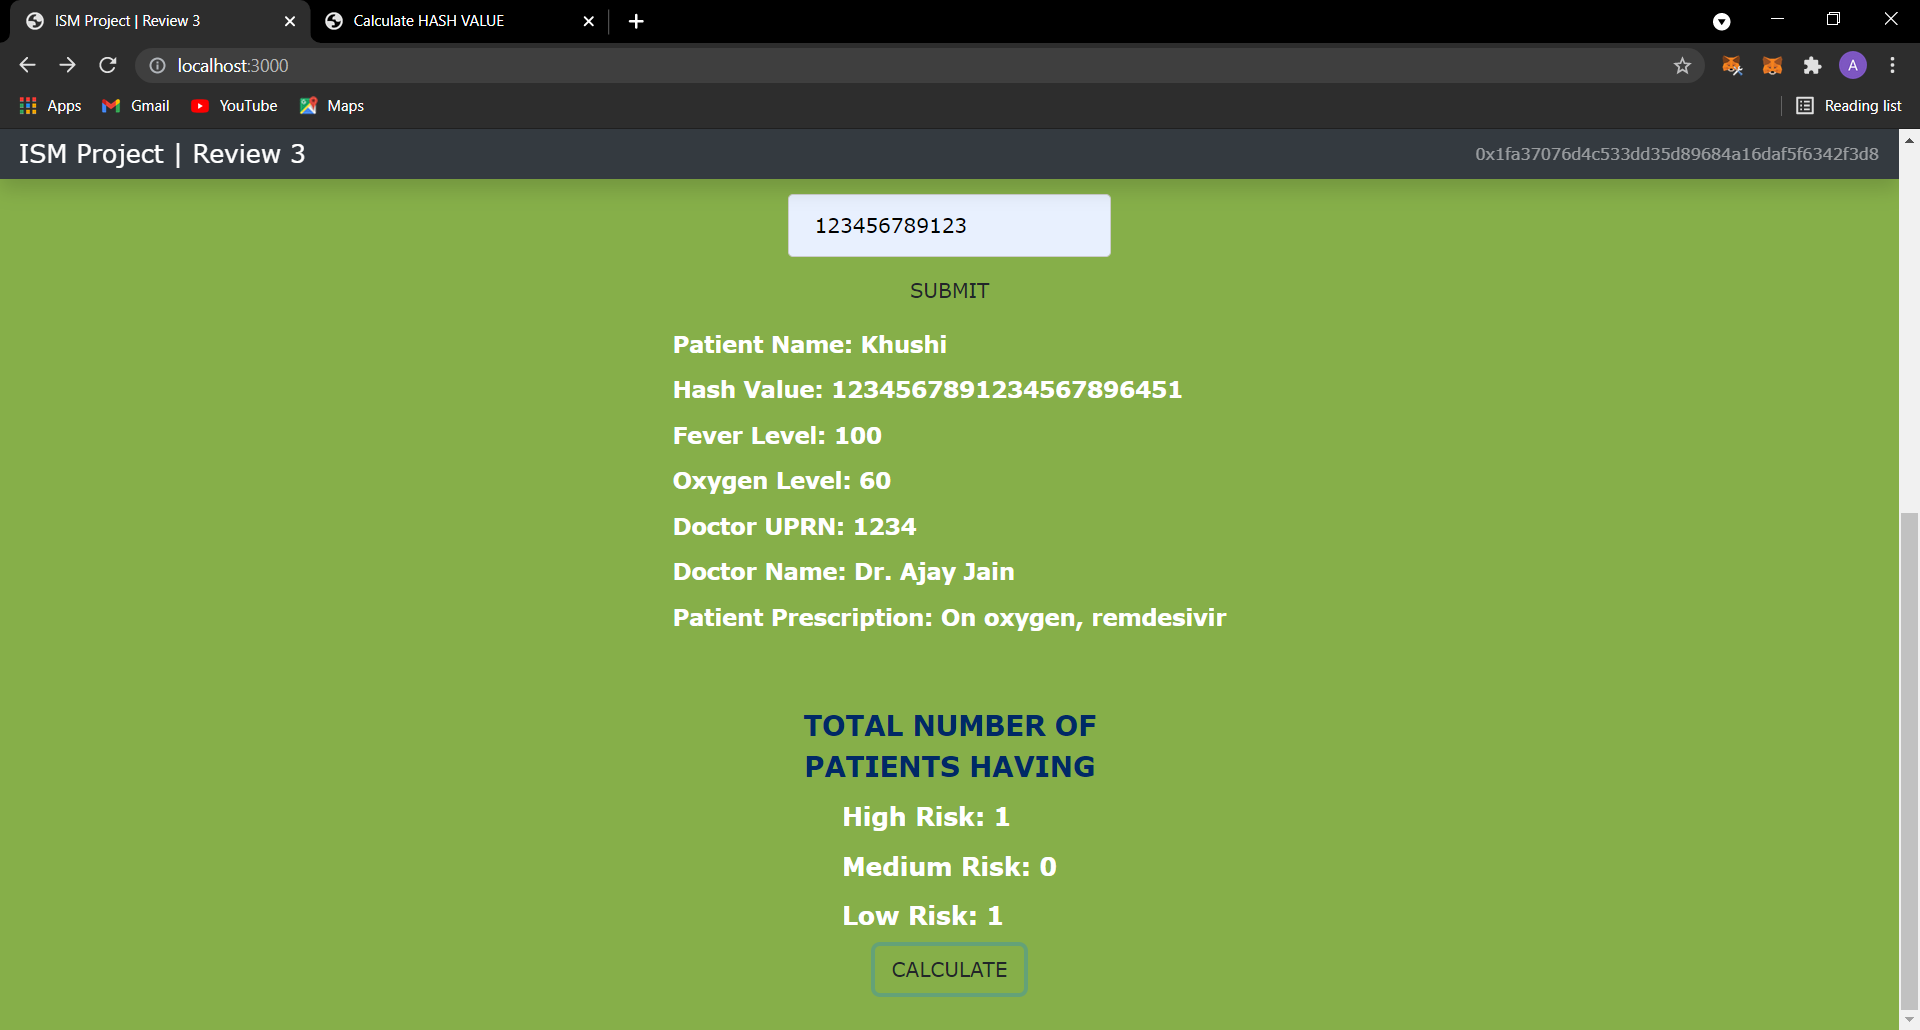 ISM Project | Review 3
Calculate HASH VALUE
localhost:3000
A
Apps
Gmail
YouTube
Maps
Reading list
ISM Project | Review 3
0x1fa37076d4c533dd35d89684a16daf5f6342f3d8
123456789123
SUBMIT
Patient Name: Khushi
Hash Value: 1234567891234567896451
Fever Level: 100
Oxygen Level: 60
Doctor UPRN: 1234
Doctor Name: Dr. Ajay Jain
Patient Prescription: On oxygen, remdesivir
TOTAL NUMBER OF
PATIENTS HAVING
High Risk: 1
Medium Risk: 0
Low Risk: 1
CALCULATE